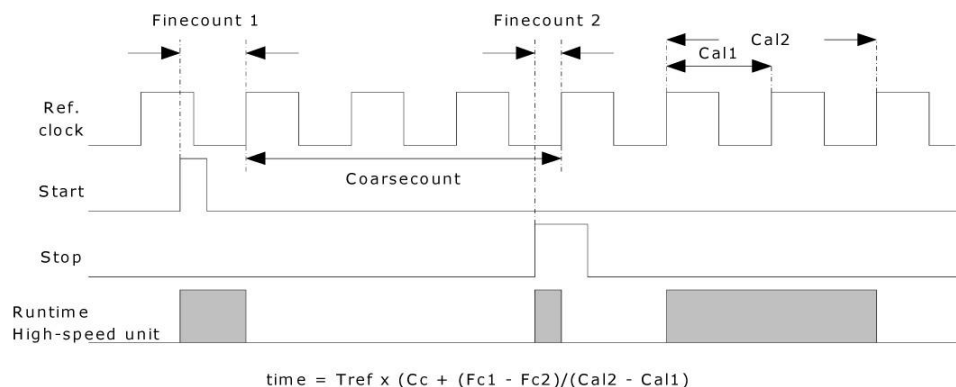 Finecount 1
Finecount 2
Cal2
Cal1
Ref.
clock
Coarsecount
Start
Stop
Runtime
High-speed unit
time = Tref x (Cc + (Fc1 - Fc2)/(Cal2 - Cal1)